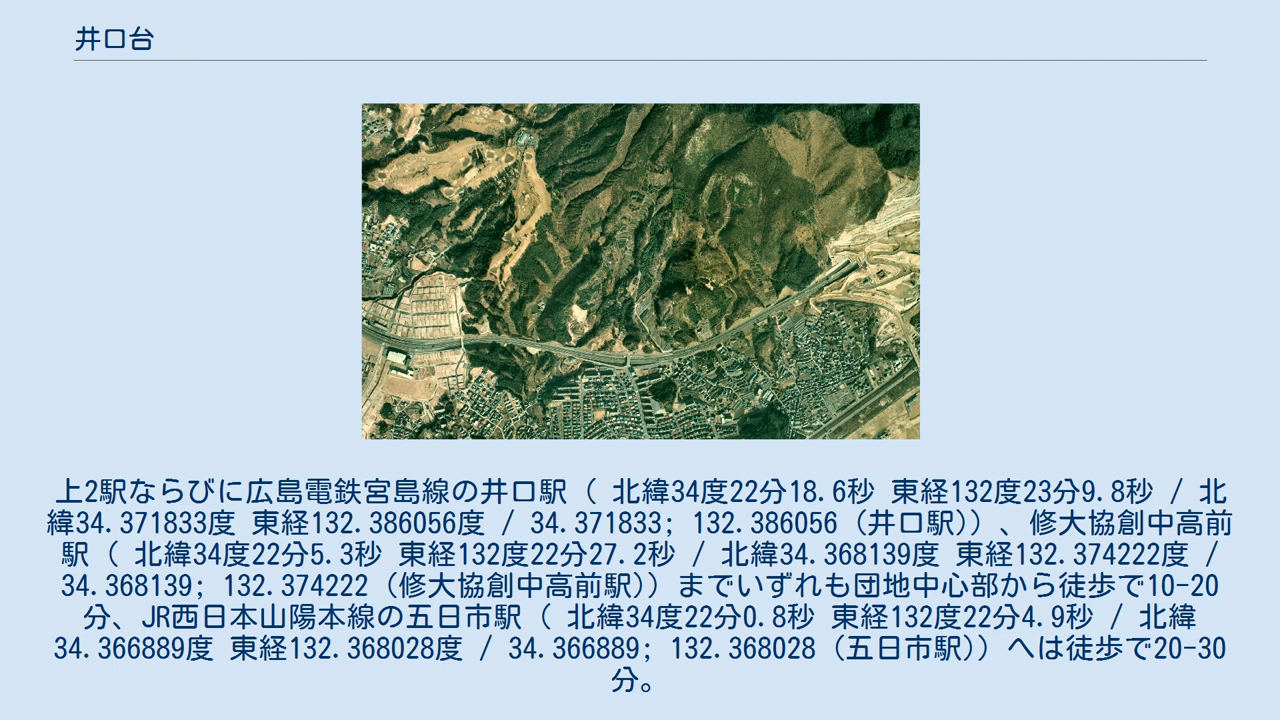 井口台
上2駅ならびに広島電鉄宮島線の井口駅（ 北緯34度22分18.6秒 東経132度23分9.8秒 / 北
緯34.371833度 東経132.386056度 / 34.371833; 132.386056（井口駅））、修大協創中高前
駅（ 北緯34度22分5.3秒 東経132度22分27.2秒 / 北緯34.368139度 東経132.374222度 /
34.368139; 132.374222（修大協創中高前駅））までいずれも団地中心部から徒歩で10-20
分、JR西日本山陽本線の五日市駅（ 北緯34度22分0.8秒 東経132度22分4.9秒 / 北緯
34.366889度 東経132.368028度 / 34.366889; 132.368028（五日市駅））へは徒歩で20-30
分。